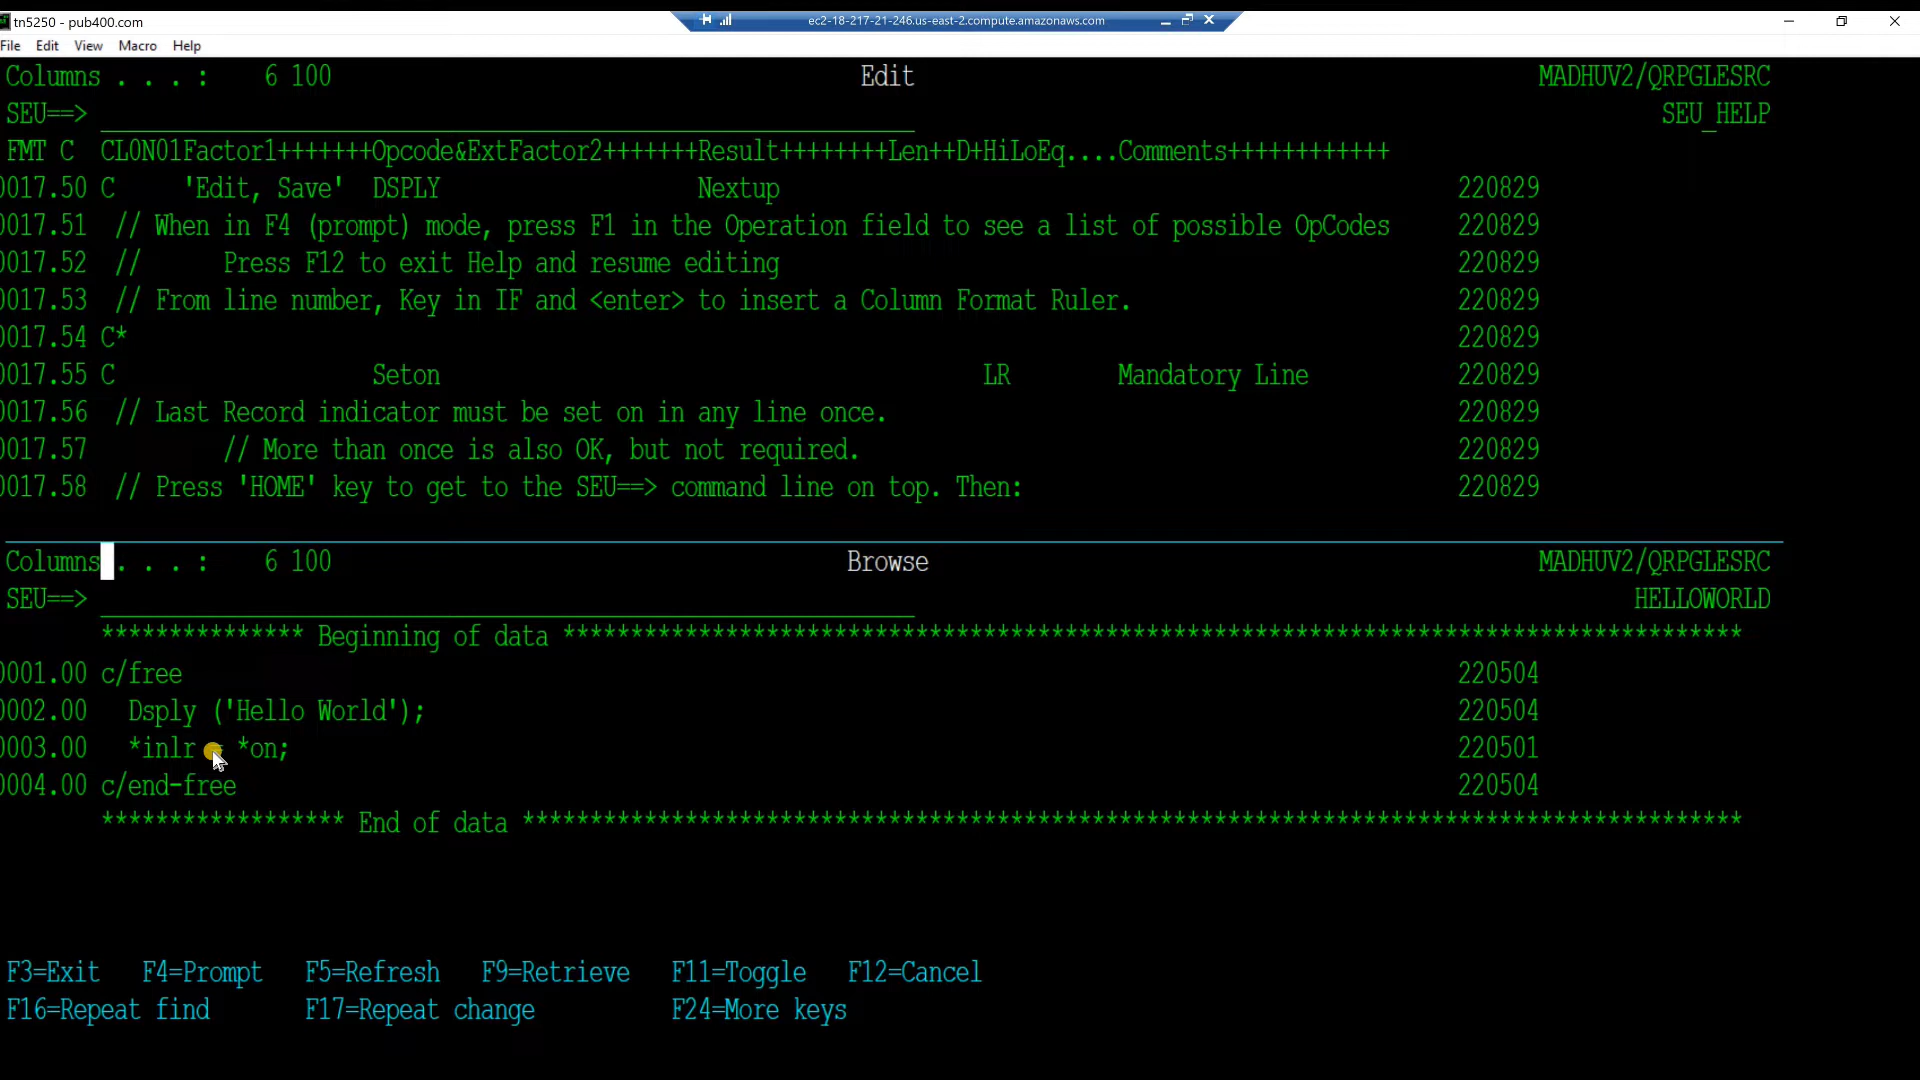 tn5250 - pub400.com
ec2-18-217-21-246.us-east-2.compute.amazonaws.com
File Edit View Macro Help
Columns . . . : 6 100 Edit MADHUV2/QRPGLESRC
SEU==> SEU_HELP
FMT C CL0N01Factor1+++++++Opcode&ExtFactor2+++++++Result++++++++Len++D+HiLoEq....Comments++++++++++++
0017.50 C 'Edit, Save' DSPLY Nextup 220829
0017.51 // When in F4 (prompt) mode, press F1 in the Operation field to see a list of possible OpCodes 220829
0017.52 // Press F12 to exit Help and resume editing 220829
0017.53 // From line number, Key in IF and <enter> to insert a Column Format Ruler. 220829
0017.54 C* 220829
0017.55 C Seton LR Mandatory Line 220829
0017.56 // Last Record indicator must be set on in any line once. 220829
0017.57 // More than once is also OK, but not required. 220829
0017.58 // Press 'HOME' key to get to the SEU==> command line on top. Then: 220829
Columns . . . : 6 100 Browse MADHUV2/QRPGLESRC
SEU==> HELLOWORLD
*************** Beginning of data ***************************************************************************************
0001.00 c/free 220504
0002.00 Dsply ('Hello World'); 220504
0003.00 *inlr = *on; 220501
0004.00 c/end-free 220504
****************** End of data ******************************************************************************************
F3=Exit F4=Prompt F5=Refresh F9=Retrieve F11=Toggle F12=Cancel
F16=Repeat find F17=Repeat change F24=More keys